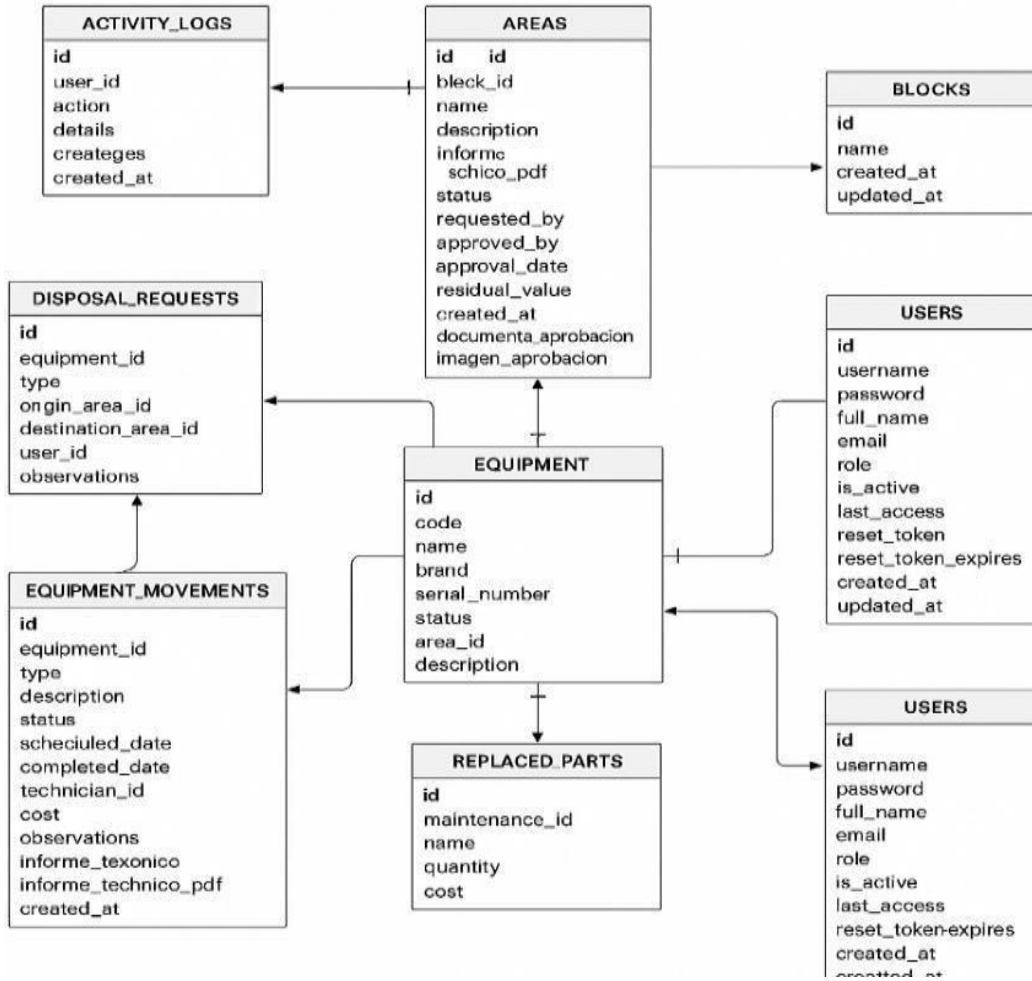 ACTIVITY_LOGS
id
user_id
action
details
createges
created_at
AREAS
id id
bleck_id
name
description
informc
schico_pdf
status
requested_by
approved_by
approval_date
residual_value
created_at
documenta_aprobacion
imagen_aprobacion
BLOCKS
id
name
created_at
updated_at
DISPOSAL_REQUESTS
id
equipment_id
type
ongin_area_id
destination_area_id
user_id
observations
USERS
id
username
password
full_name
email
role
is_active
last_access
reset_token
reset_token_expires
created_at
updated_at
EQUIPMENT
id
code
name
brand
serial_number
status
area_id
description
EQUIPMENT_MOVEMENTS
id
equipment_id
type
description
status
scheciuled_date
completed_date
technician_id
cost
observations
informe_texonico
informe_technico_pdf
created_at
REPLACED_PARTS
id
maintenance_id
name
quantity
cost
USERS
id
username
password
full_name
email
role
is_active
last_access
reset_token-expires
created_at